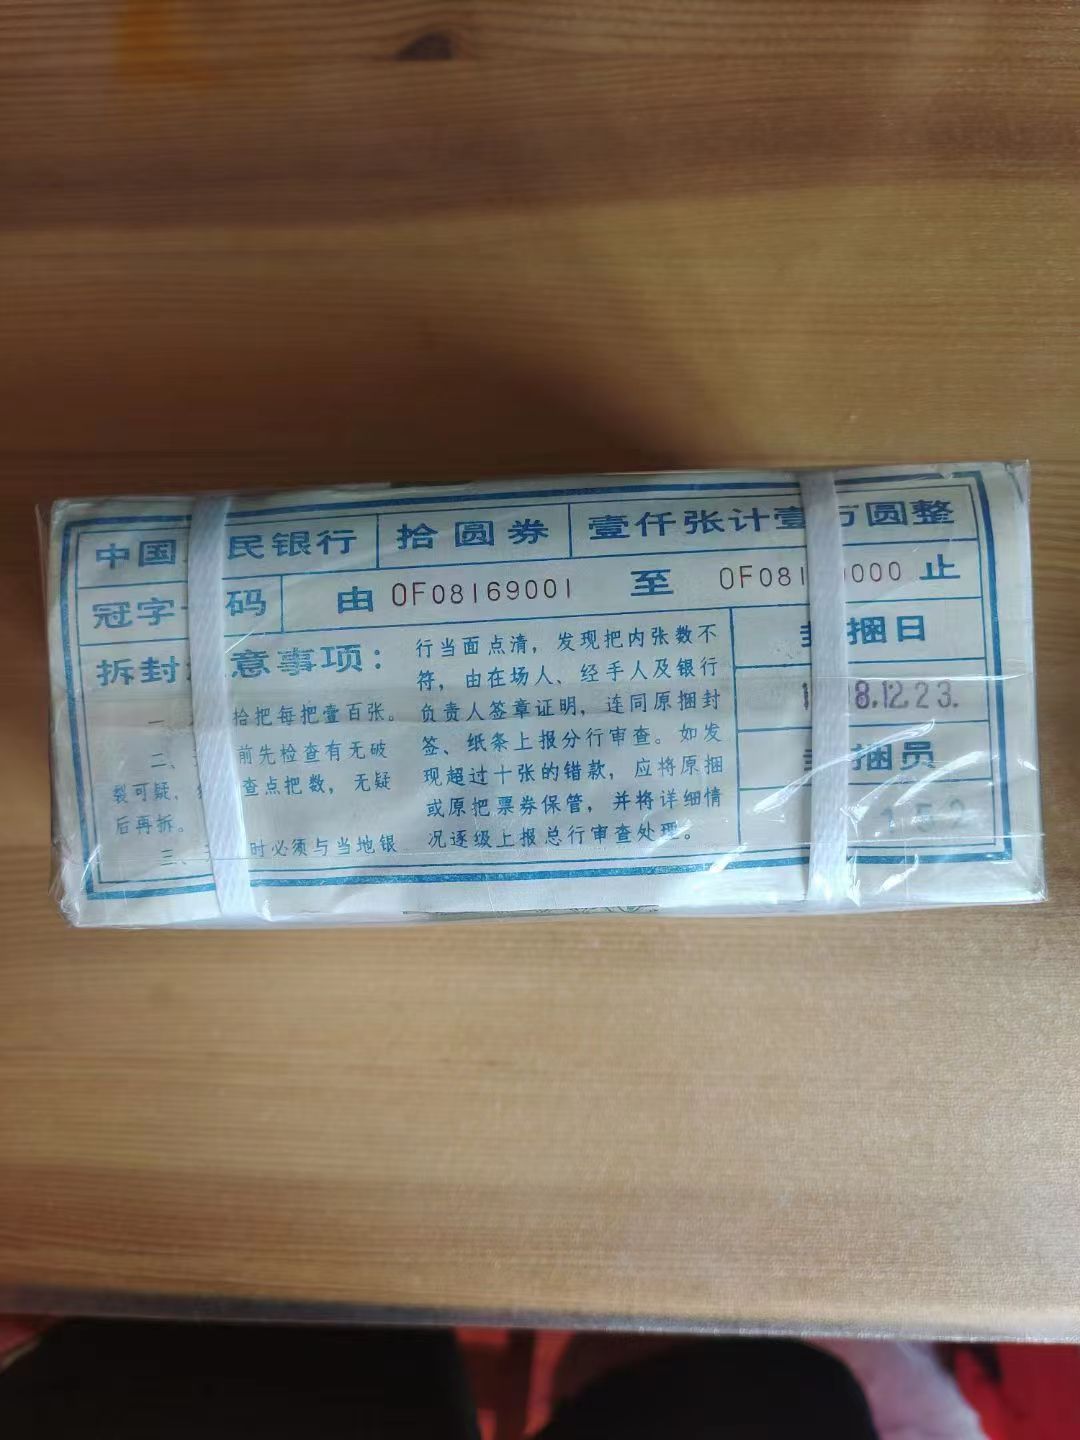 中国 民银行 拾圆券 壹仟张计壹万圆整
冠字 码 由 OF08169001 至 OF081 0000 止
拆封 意事项：
拾把每把壹百张。
二、 前先检查有无破
裂可疑， 查点把数，无疑
后再拆。
三、 时必须与当地银
行当面点清，发现把内张数不
符，由在场人、经手人及银行
负责人签章证明，连同原捆封
签、纸条上报分行审查。如发
现超过十张的错款，应将原捆
或原把票券保管，并将详细情
况逐级上报总行审查处理。
捆日
8.12.23.
捆员
152